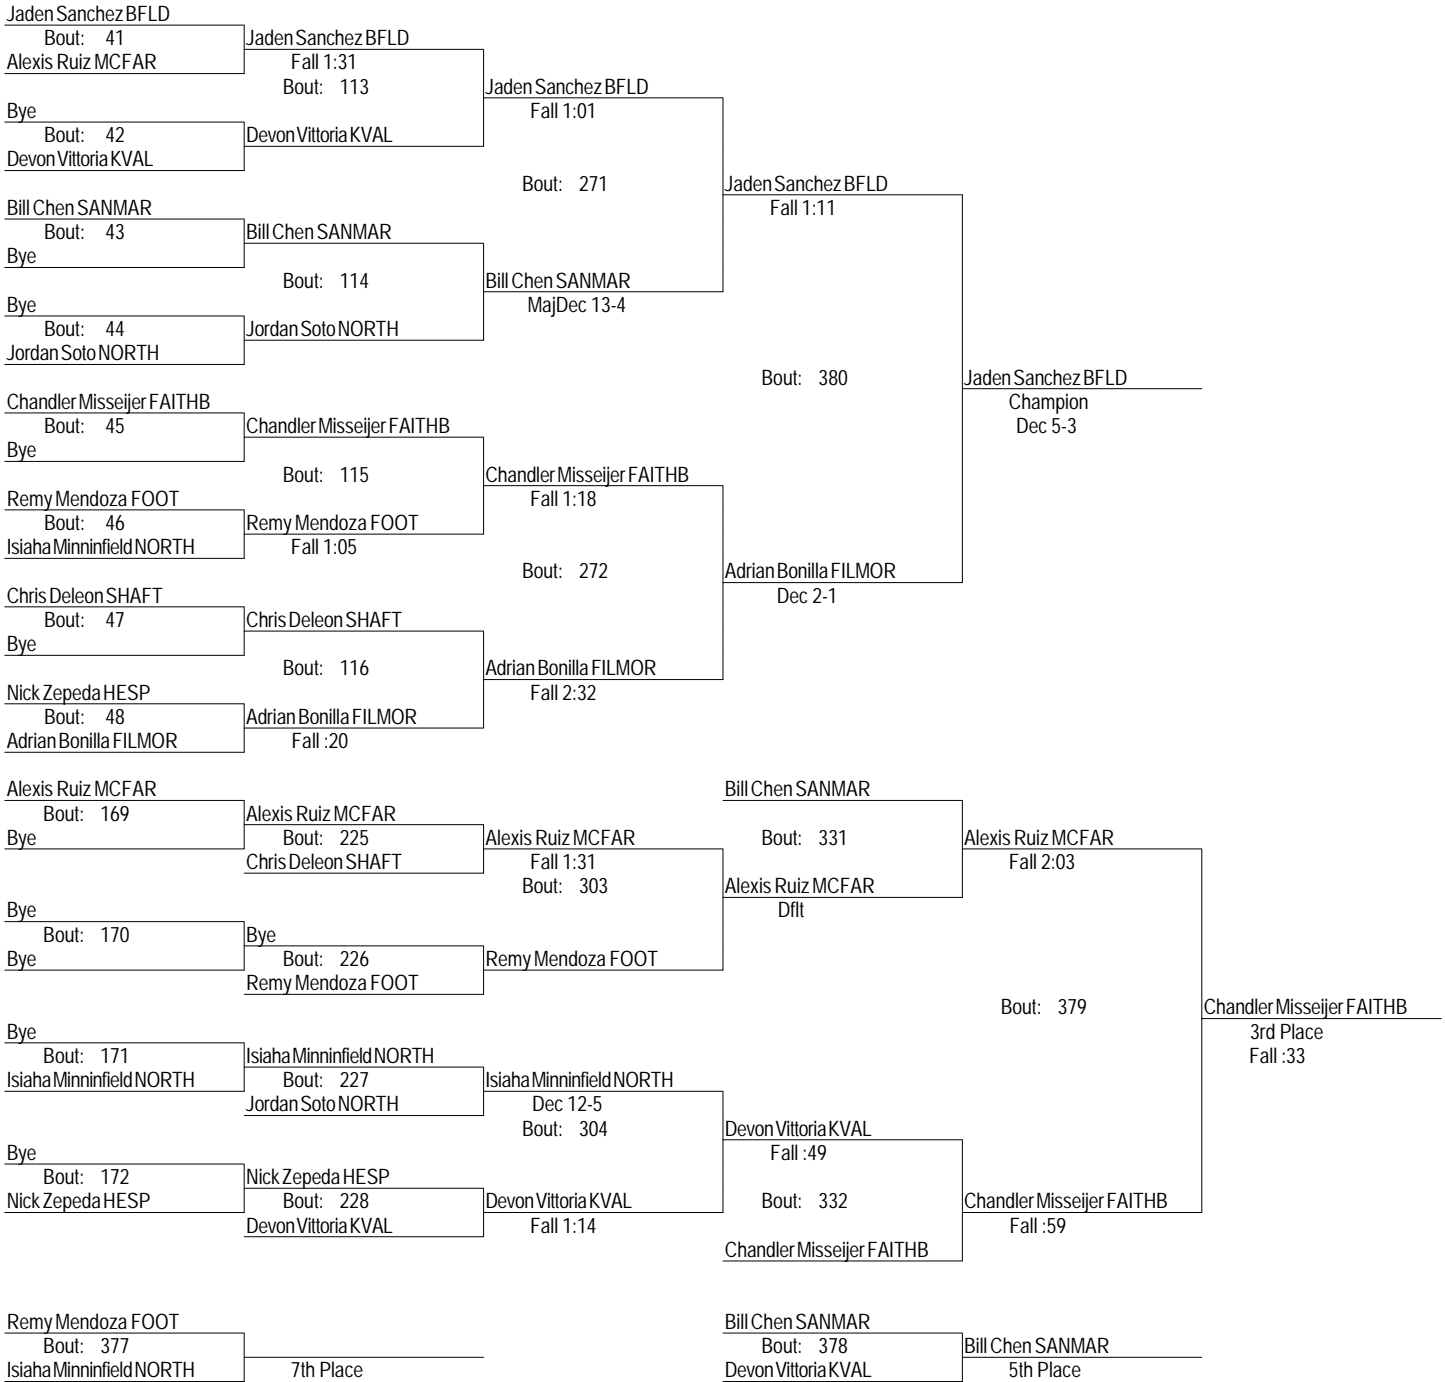 Jaden Sanchez BFLD
Bout: 41
Jaden Sanchez BFLD
Alexis Ruiz MCFAR
Fall 1:31
Bout: 113
Jaden Sanchez BFLD
Bye
Fall 1:01
Bout: 42
Devon Vittoria KVAL
Devon Vittoria KVAL
Bout: 271
Jaden Sanchez BFLD
Bill Chen SANMAR
Fall 1:11
Bout: 43
Bill Chen SANMAR
Bye
Bout: 114
Bill Chen SANMAR
Bye
MajDec 13-4
Bout: 44
Jordan Soto NORTH
Jordan Soto NORTH
Bout: 380
Jaden Sanchez BFLD
Chandler Misseijer FAITHB
Champion
Bout: 45
Chandler Misseijer FAITHB
Dec 5-3
Bye
Bout: 115
Chandler Misseijer FAITHB
Remy Mendoza FOOT
Fall 1:18
Bout: 46
Remy Mendoza FOOT
Isiaha Minninfield NORTH
Fall 1:05
Bout: 272
Adrian Bonilla FILMOR
Chris Deleon SHAFT
Dec 2-1
Bout: 47
Chris Deleon SHAFT
Bye
Bout: 116
Adrian Bonilla FILMOR
Nick Zepeda HESP
Fall 2:32
Bout: 48
Adrian Bonilla FILMOR
Adrian Bonilla FILMOR
Fall :20
Alexis Ruiz MCFAR
Bill Chen SANMAR
Bout: 169
Alexis Ruiz MCFAR
Bye
Bout: 225
Alexis Ruiz MCFAR
Bout: 331
Alexis Ruiz MCFAR
Chris Deleon SHAFT
Fall 1:31
Fall 2:03
Bout: 303
Alexis Ruiz MCFAR
Bye
Dflt
Bout: 170
Bye
Bye
Bout: 226
Remy Mendoza FOOT
Remy Mendoza FOOT
Bout: 379
Chandler Misseijer FAITHB
Bye
3rd Place
Bout: 171
Isiaha Minninfield NORTH
Fall :33
Isiaha Minninfield NORTH
Bout: 227
Isiaha Minninfield NORTH
Jordan Soto NORTH
Dec 12-5
Bout: 304
Devon Vittoria KVAL
Bye
Fall :49
Bout: 172
Nick Zepeda HESP
Nick Zepeda HESP
Bout: 228
Devon Vittoria KVAL
Bout: 332
Chandler Misseijer FAITHB
Devon Vittoria KVAL
Fall 1:14
Fall :59
Chandler Misseijer FAITHB
Remy Mendoza FOOT
Bill Chen SANMAR
Bout: 377
Bout: 378
Bill Chen SANMAR
Isiaha Minninfield NORTH
7th Place
Devon Vittoria KVAL
5th Place